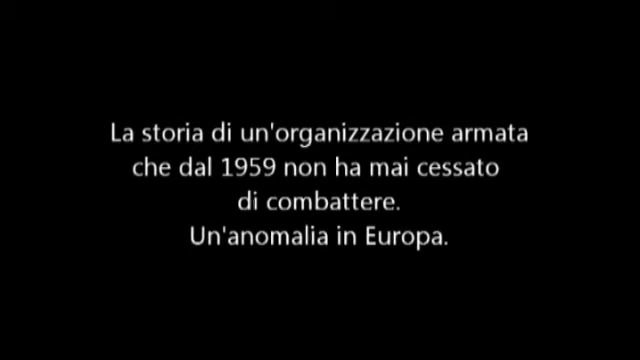 La storia di un'organizzazione armata
che dal 1959 non ha mai cessato
di combattere.
Un'anomalia in Europa.